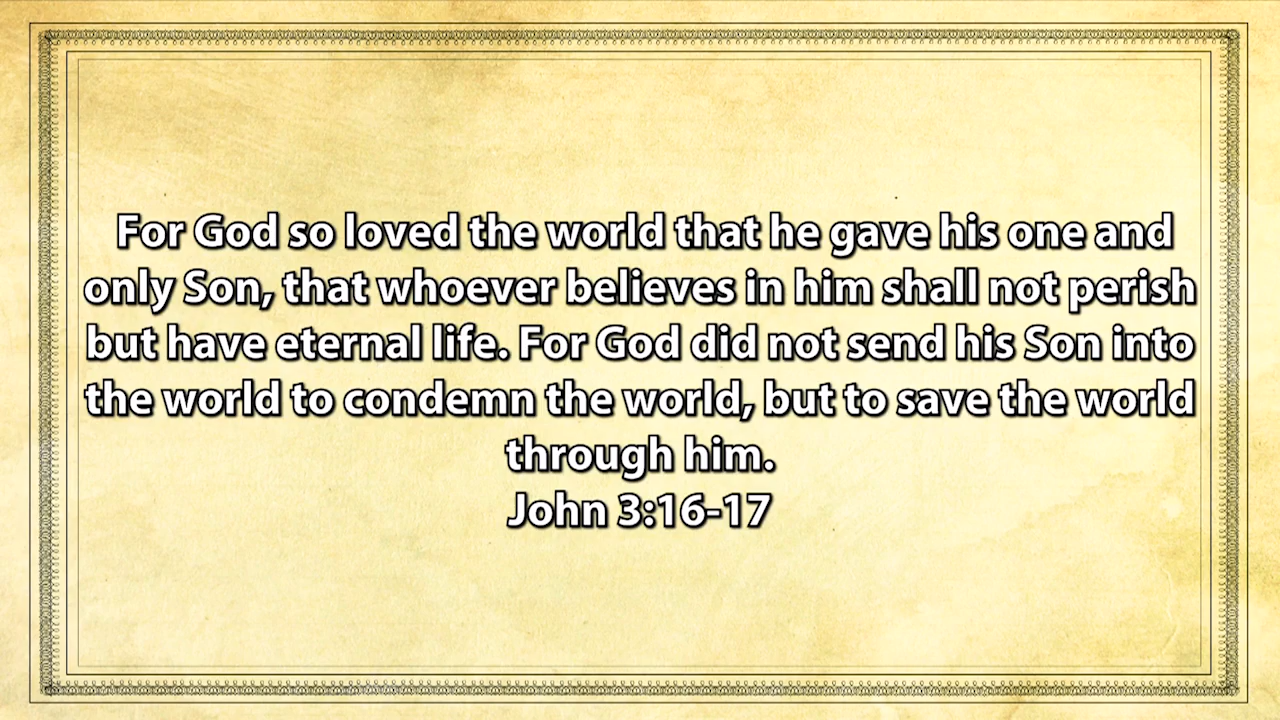 For God so loved the world that he gave his one and
only Son, that whoever believes in him shall not perish
but have eternal life. For God did not send his Son into
the world to condemn the world, but to save the world
through him.
John 3:16-17